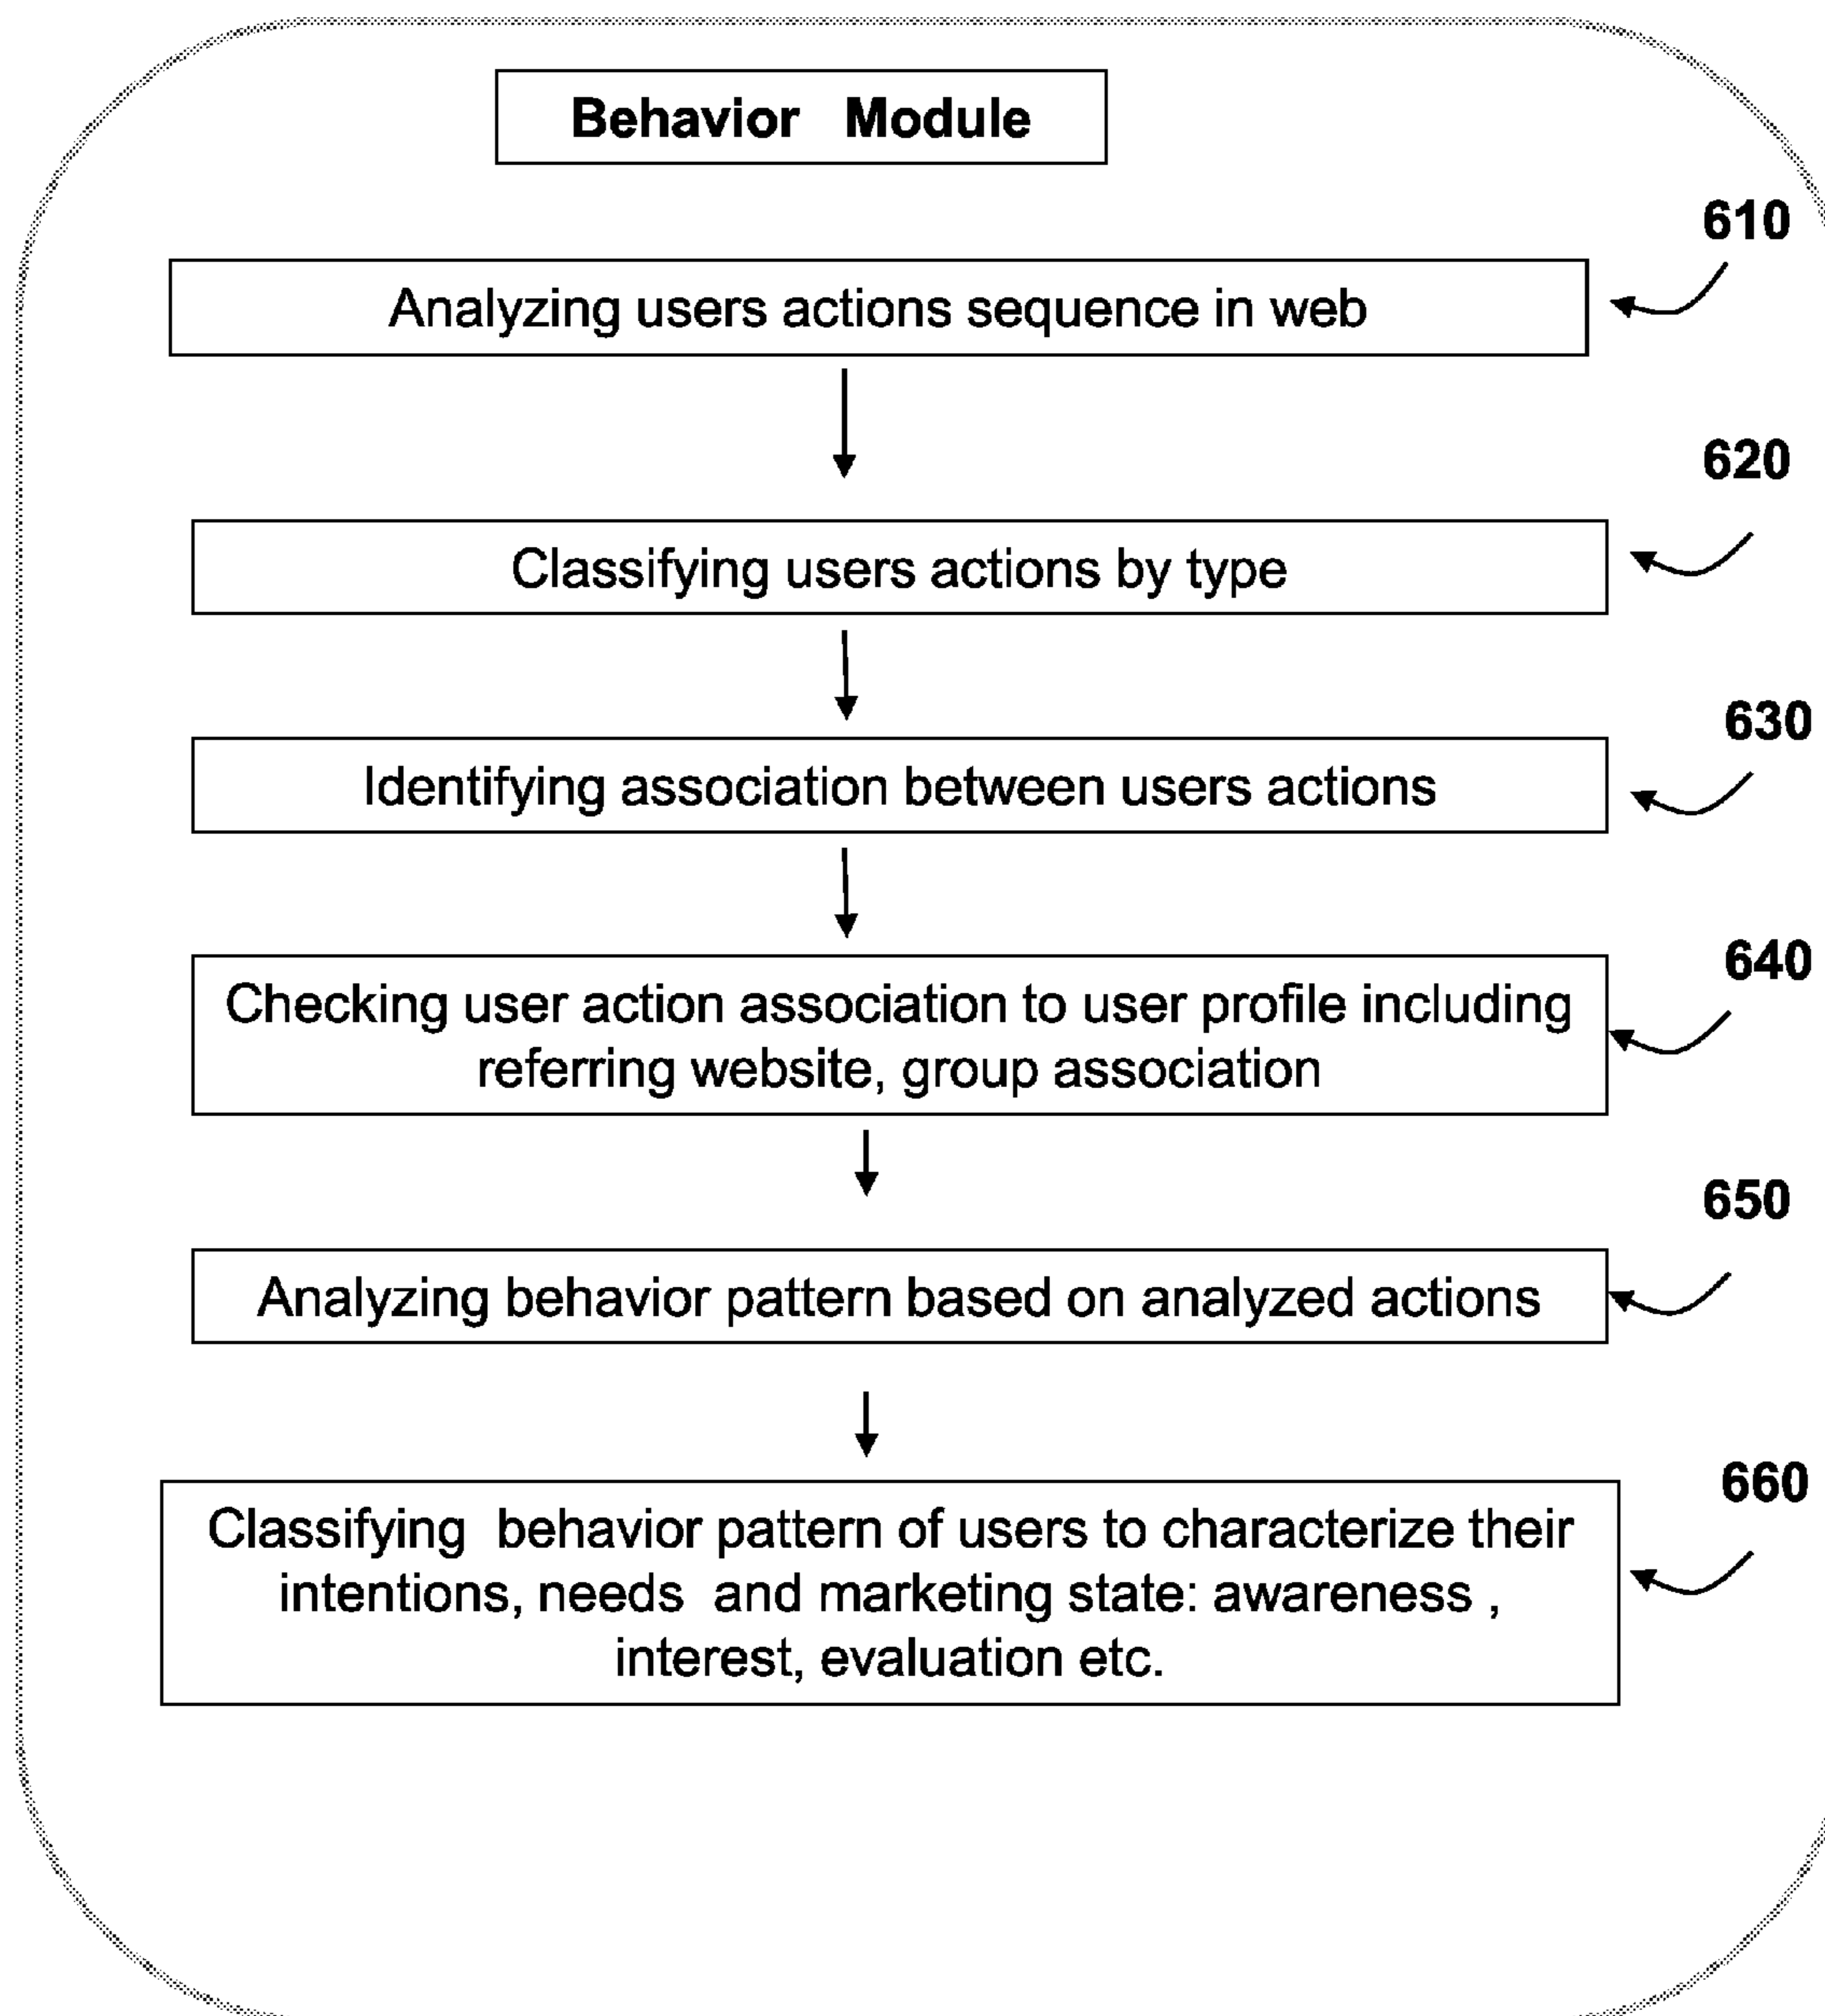 Behavior Module
610
Analyzing users actions sequence in web
620
Classifying users actions by type
630
Identifying association between users actions
640
Checking user action association to user profile including
referring website, group association
650
Analyzing behavior pattern based on analyzed actions
660
Classifying behavior pattern of users to characterize their
intentions, needs and marketing state: awareness ,
interest, evaluation etc.